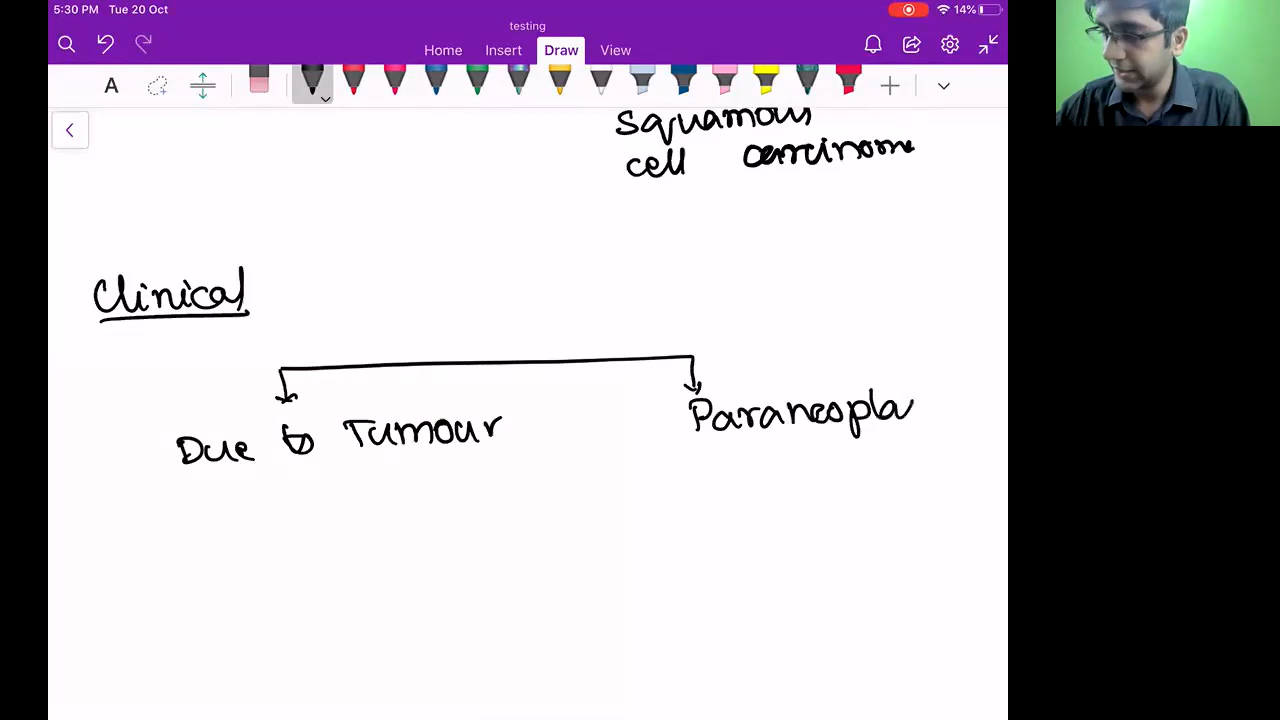 5:30 PM Tue 20 Oct 14%
testing
Home Insert Draw View
A
Squamous
cell carcinoma
Clinical
Due to Tumour Paraneopla